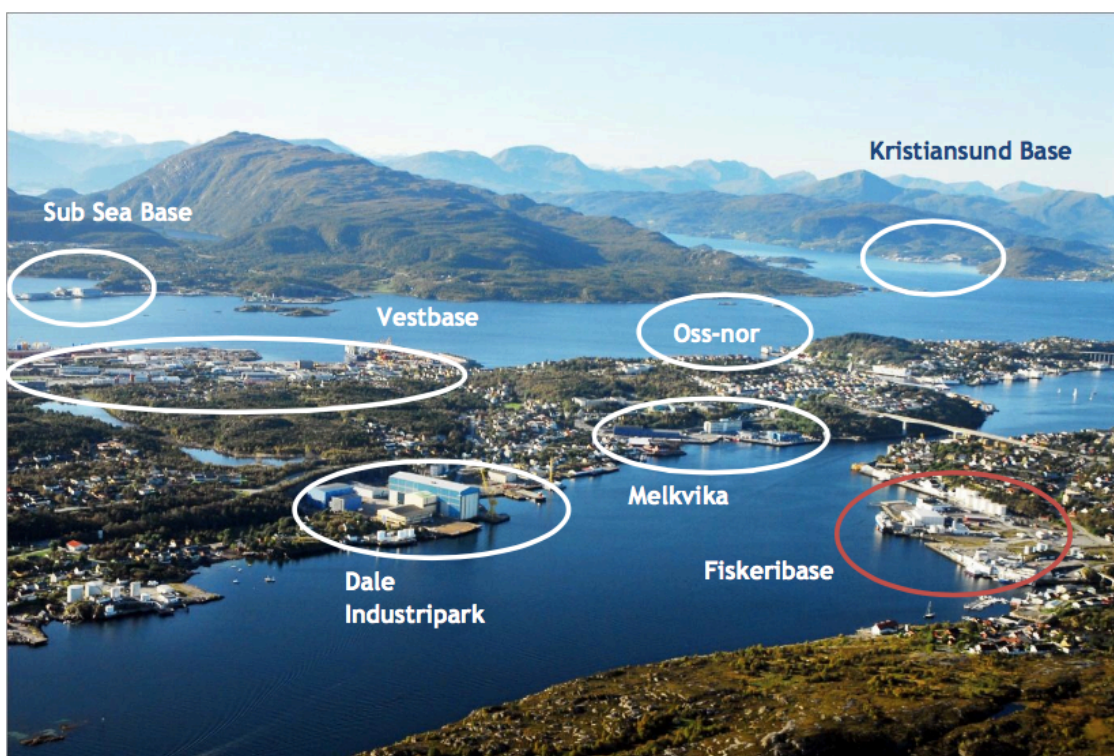 Kristiansund Base
Sub Sea Base
Vestbase
Oss-nor
Melkvika
Fiskeribase
Dale
Industripark